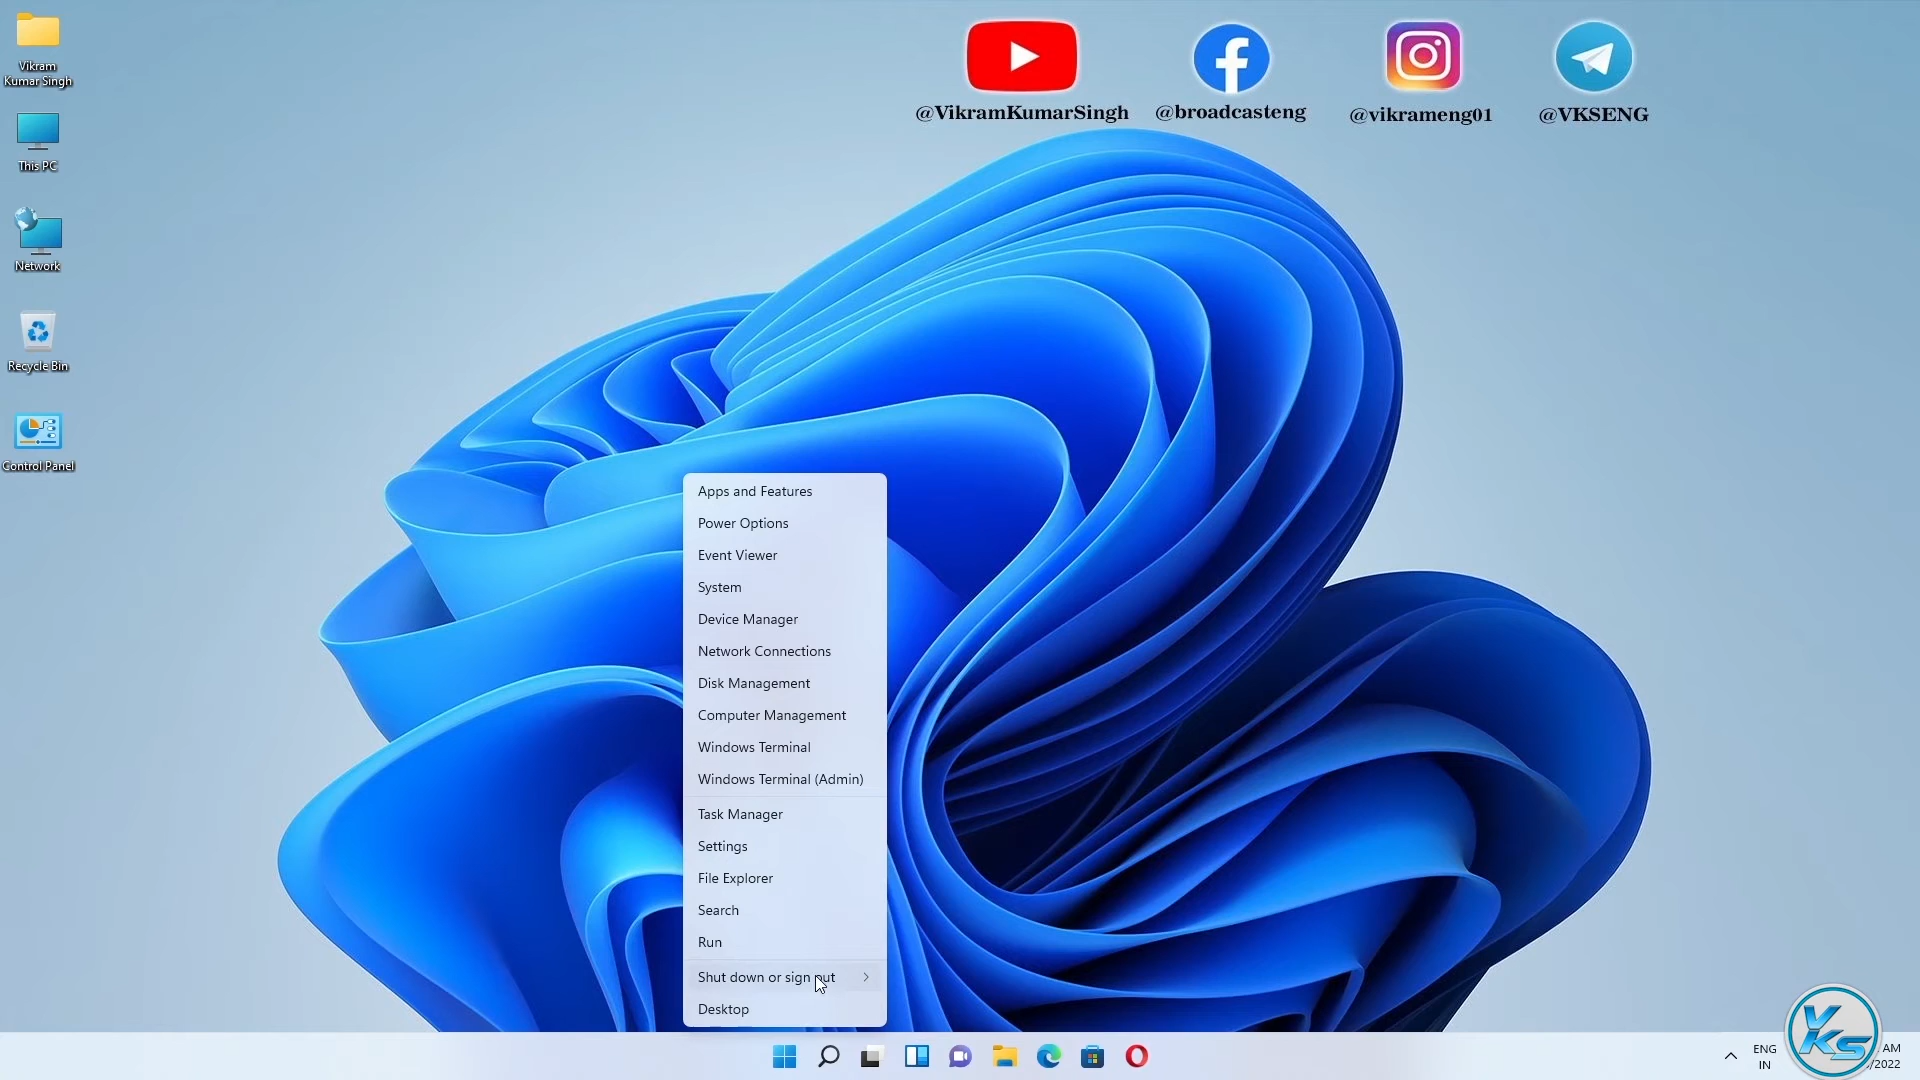 Vikram
Kumar Singh
This PC
Network
Recycle Bin
Control Panel
@VikramKumarSingh
@broadcasteng
@vikrameng01
@VKSENG
Apps and Features
Power Options
Event Viewer
System
Device Manager
Network Connections
Disk Management
Computer Management
Windows Terminal
Windows Terminal (Admin)
Task Manager
Settings
File Explorer
Search
Run
Shut down or sign out
Desktop
ENG
IN
VKS
AM
/2022